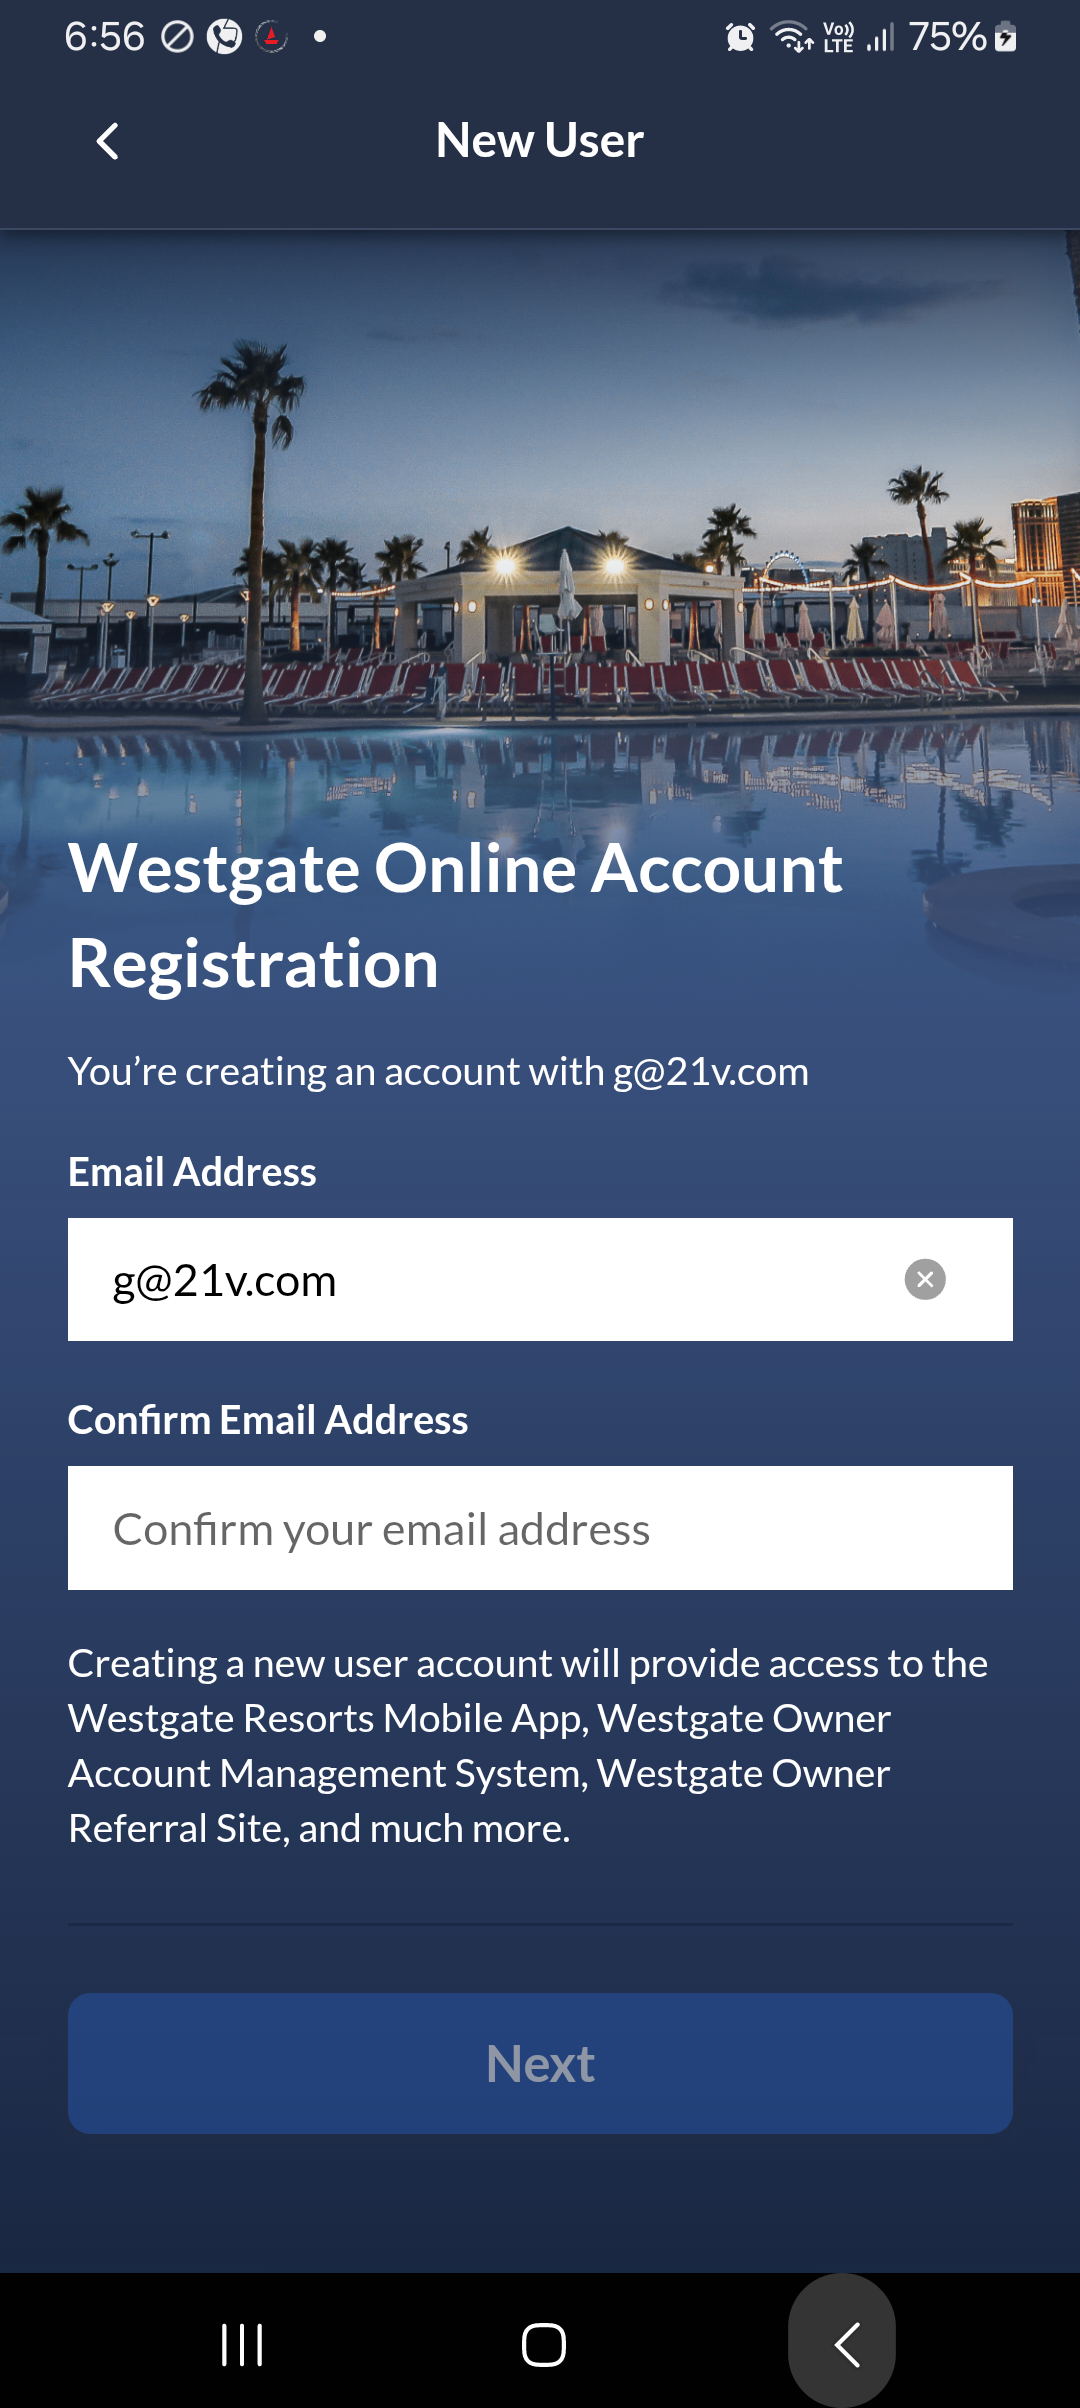 6:56
Vo)) LTE 75%
New User
Westgate Online Account
Registration
You’re creating an account with g@21v.com
Email Address
g@21v.com
Confirm Email Address
Confirm your email address
Creating a new user account will provide access to the
Westgate Resorts Mobile App, Westgate Owner
Account Management System, Westgate Owner
Referral Site, and much more.
Next